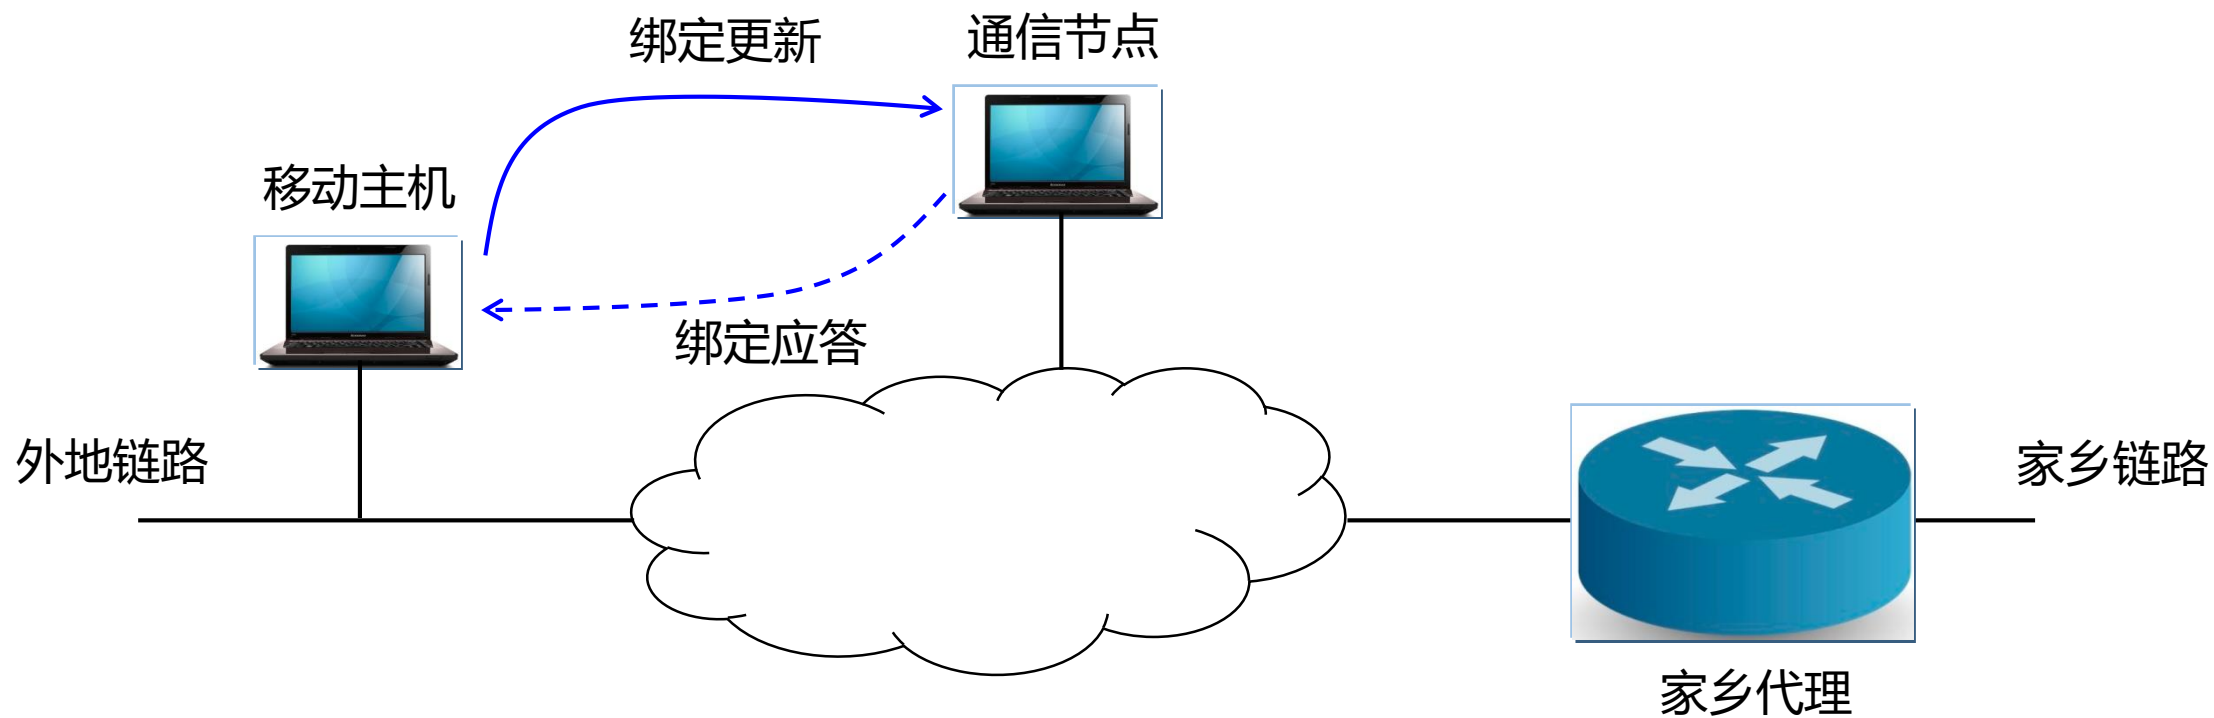 绑定更新
通信节点
移动主机
绑定应答
外地链路
家乡链路
家乡代理